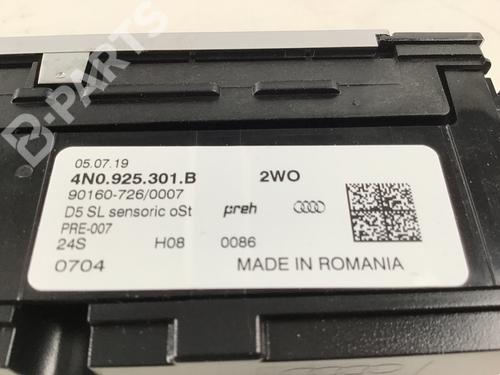 B-PARTS
05.07.19
4N0.925.301.B 2WO
90160-726/0007
D5 SL sensoric oSt preh
PRE-007
24S H08 0086
0704 MADE IN ROMANIA